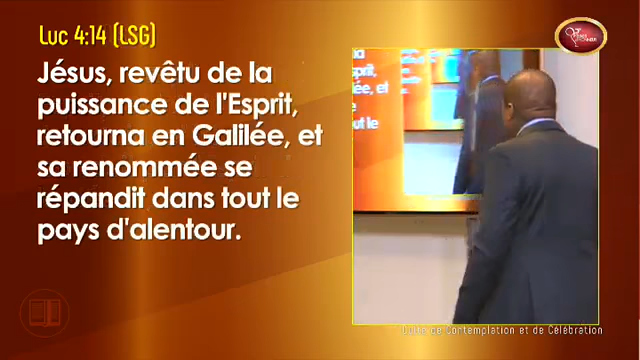 Luc 4:14 (LSG)
Jésus, revêtu de la
puissance de l'Esprit,
retourna en Galilée, et
sa renommée se
répandit dans tout le
pays d'alentour.
de Contemplation et de Célébration